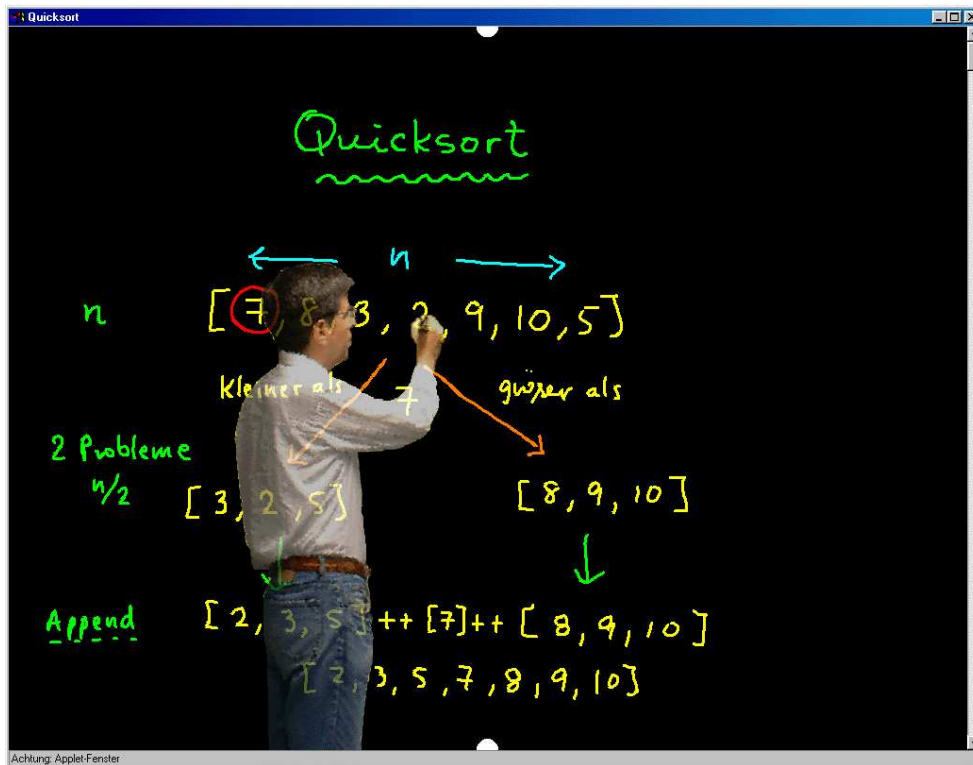 Quicksort
Quicksort
n
n [7, 8, 3, 2, 9, 10, 5]
kleiner als 7 größer als
2 Probleme
n/2 [3, 2, 5] [8, 9, 10]
Append [2, 3, 5] ++ [7] ++ [8, 9, 10]
[2, 3, 5, 7, 8, 9, 10]
Achtung: Applet-Fenster